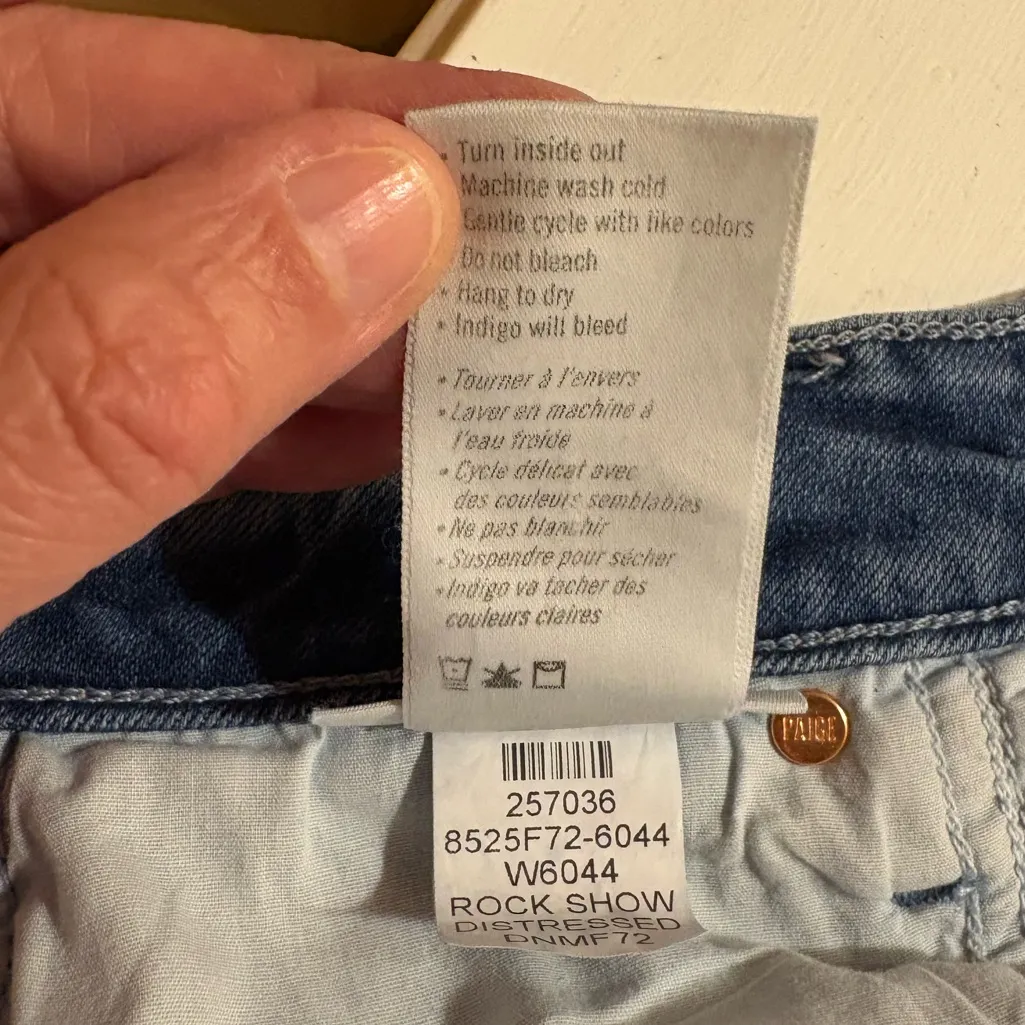 • Turn inside out
Machine wash cold
Gentle cycle with like colors
Do not bleach
• Hang to dry
• Indigo will bleed
• Tourner à l'envers
• Laver en machine à
l'eau froide
• Cycle délicat avec
des couleurs semblables
• Ne pas blanchir
• Suspendre pour sécher
• Indigo va tacher des
couleurs claires
PAIGE
257036
8525F72-6044
W6044
ROCK SHOW
DISTRESSED
DNMF72